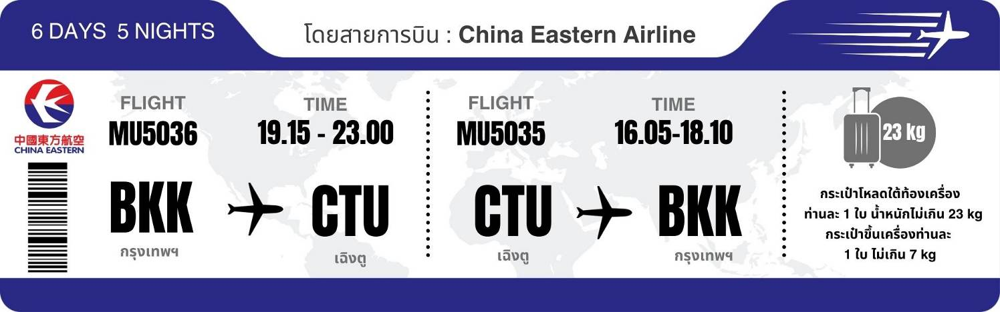 6 DAYS 5 NIGHTS
โดยสายการบิน : China Eastern Airline
中國東方航空
CHINA EASTERN
FLIGHT
MU5036
TIME
19.15 - 23.00
BKK
กรุงเทพฯ
CTU
เฉิงตู
FLIGHT
MU5035
TIME
16.05-18.10
CTU
เฉิงตู
BKK
กรุงเทพฯ
23 kg
กระเป๋าโหลดใต้ท้องเครื่อง
ท่านละ 1 ใบ น้ำหนักไม่เกิน 23 kg
กระเป๋าขึ้นเครื่องท่านละ
1 ใบ ไม่เกิน 7 kg